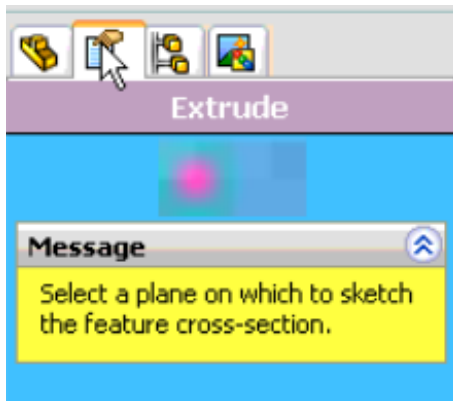 Extrude
Message
Select a plane on which to sketch
the feature cross-section.